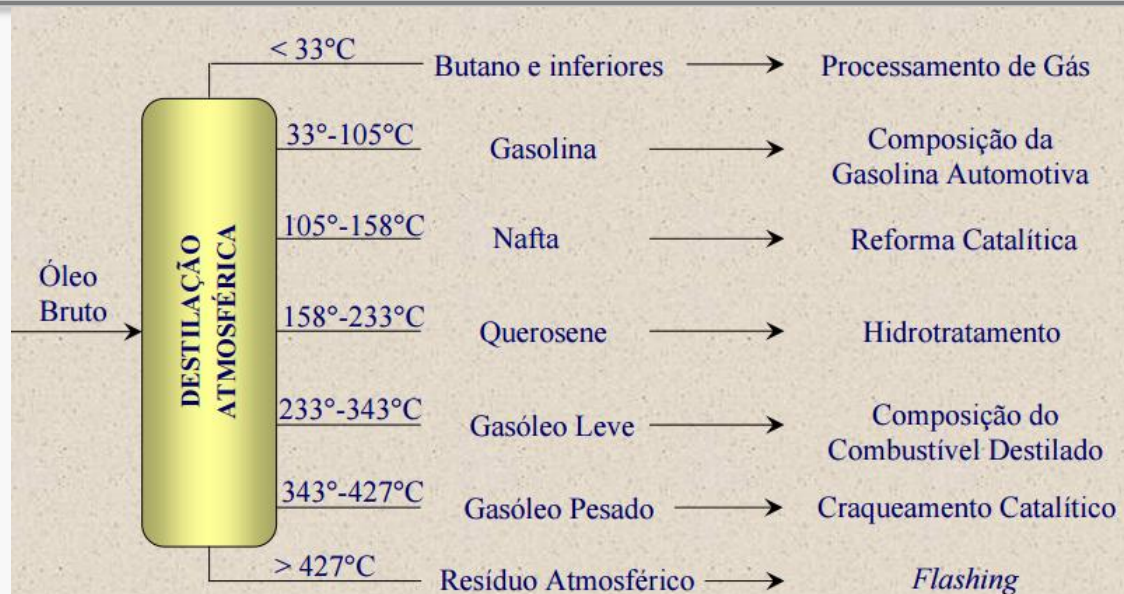 < 33°C
Butano e inferiores
Processamento de Gás
33°-105°C
Gasolina
Composição da
Gasolina Automotiva
105°-158°C
Nafta
Reforma Catalítica
Óleo
Bruto
DESTILAÇÃO
ATMOSFÉRICA
158°-233°C
Querosene
Hidrotratamento
233°-343°C
Gasóleo Leve
Composição do
Combustível Destilado
343°-427°C
Gasóleo Pesado
Craqueamento Catalítico
> 427°C
Resíduo Atmosférico
Flashing